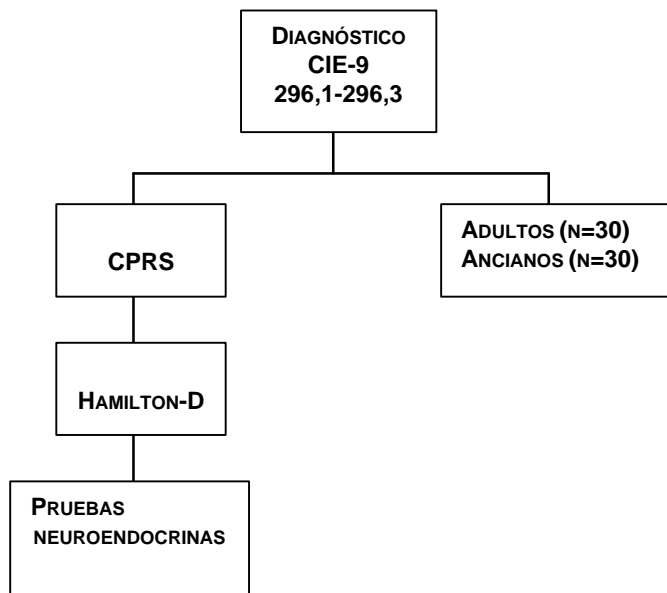 DIAGNÓSTICO
CIE-9
296,1-296,3
CPRS
ADULTOS (N=30)
ANCIANOS (N=30)
HAMILTON-D
PRUEBAS
NEUROENDOCRINAS